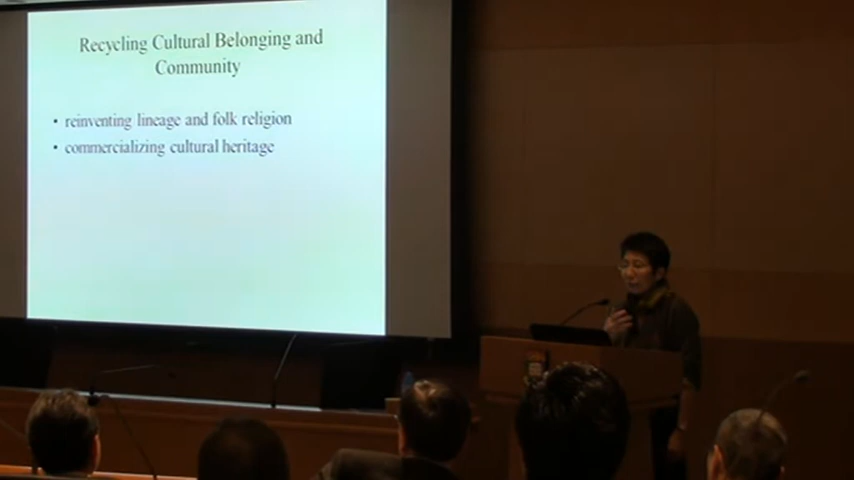 Recycling Cultural Belonging and
Community
• reinventing lineage and folk religion
• commercializing cultural heritage